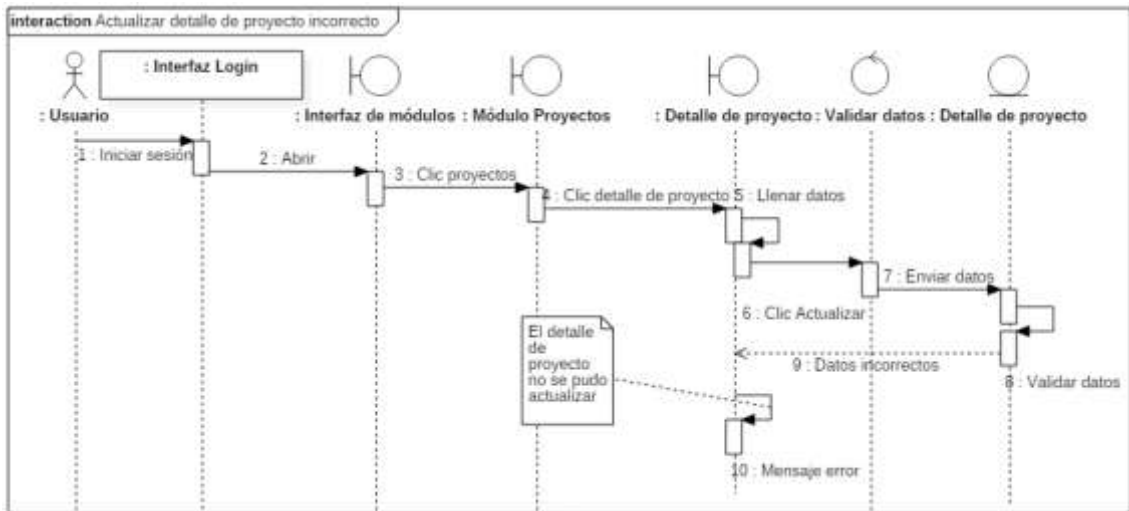 interaction Actualizar detalle de proyecto incorrecto
: Interfaz Login
: Usuario
: Interfaz de módulos
: Módulo Proyectos
: Detalle de proyecto
: Validar datos
: Detalle de proyecto
1 : Iniciar sesión
2 : Abrir
3 : Clic proyectos
4 : Clic detalle de proyecto
5 : Llenar datos
7 : Enviar datos
6 : Clic Actualizar
El detalle
de
proyecto
no se pudo
actualizar
9 : Datos incorrectos
8 : Validar datos
10 : Mensaje error